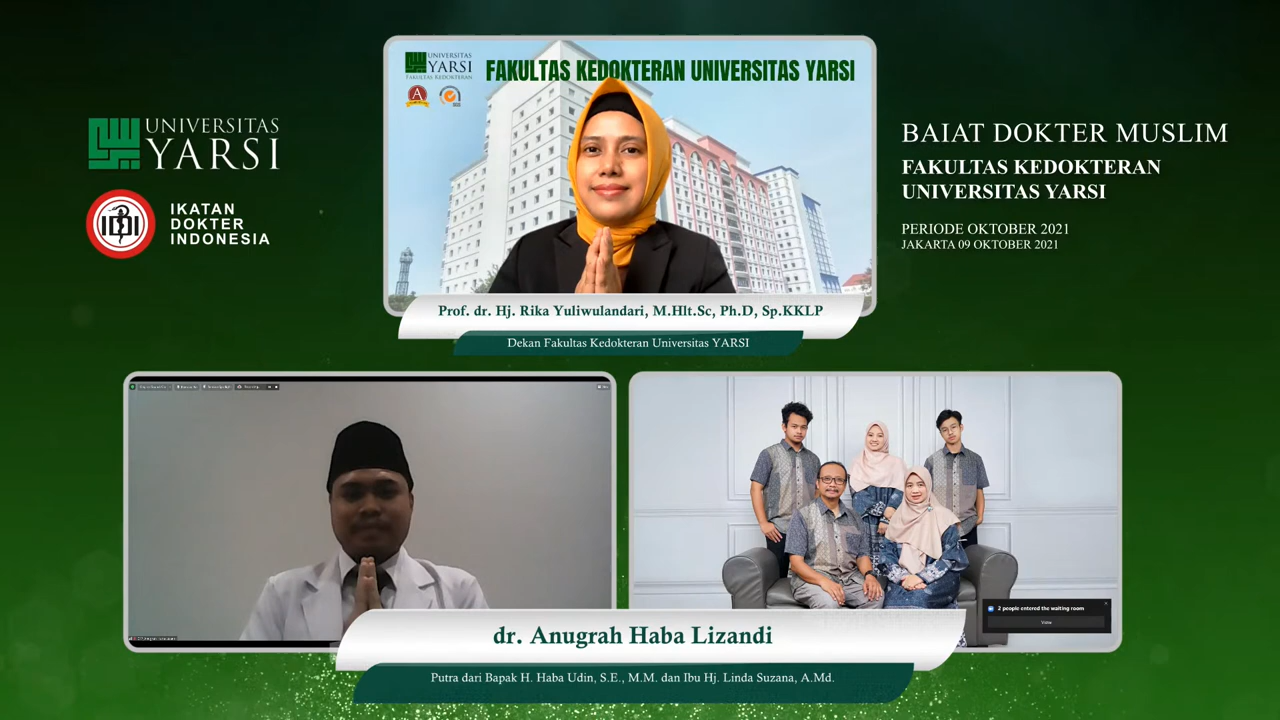 UNIVERSITAS
YARSI
IKATAN
DOKTER
INDONESIA
UNIVERSITAS
YARSI
FAKULTAS KEDOKTERAN
FAKULTAS KEDOKTERAN UNIVERSITAS YARSI
Prof. dr. Hj. Rika Yuliwulandari, M.Hlt.Sc, Ph.D, Sp.KKLP
Dekan Fakultas Kedokteran Universitas YARSI
BAIAT DOKTER MUSLIM
FAKULTAS KEDOKTERAN
UNIVERSITAS YARSI
PERIODE OKTOBER 2021
JAKARTA 09 OKTOBER 2021
2 people entered the waiting room
View
dr. Anugrah Haba Lizandi
Putra dari Bapak H. Haba Udin, S.E., M.M. dan Ibu Hj. Linda Suzana, A.Md.